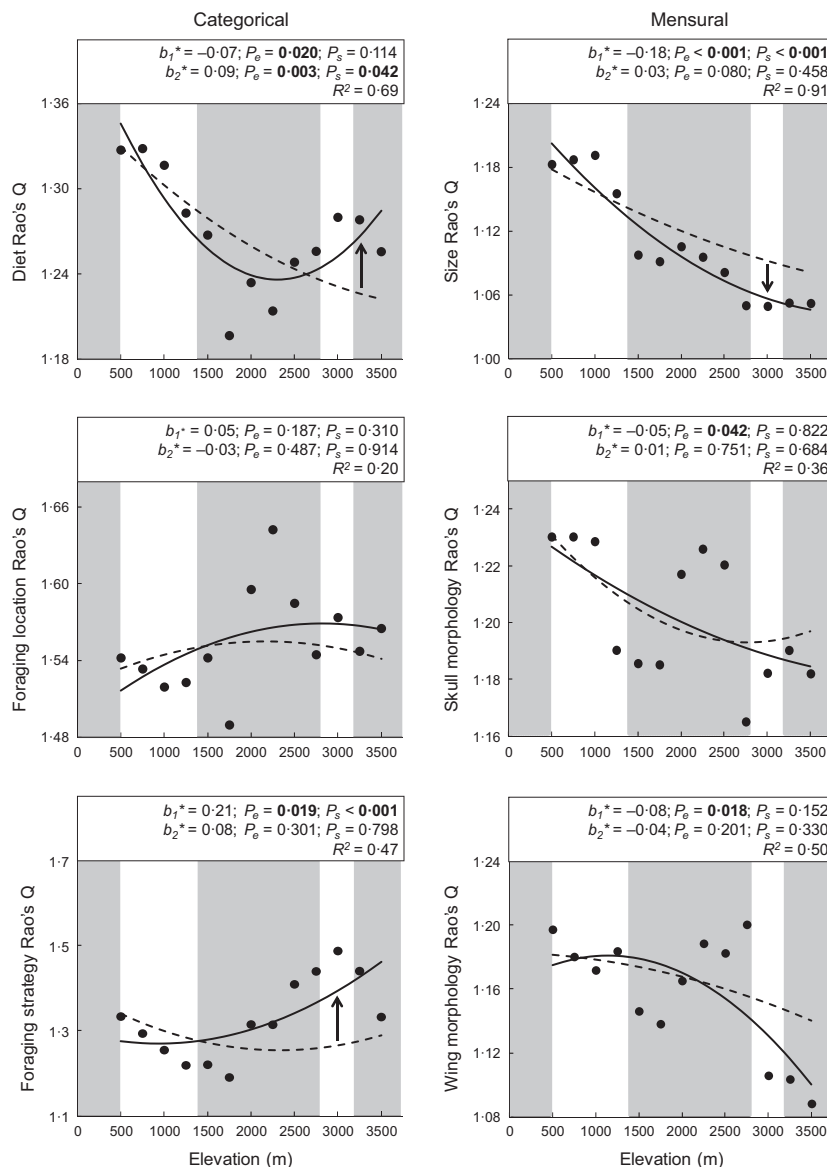 Categorical
b1* = –0·07; Pe = 0·020; Ps = 0·114
b2* = 0·09; Pe = 0·003; Ps = 0·042
R2 = 0·69
1·36
1·30
1·24
1·18
Diet Rao's Q
0 500 1000 1500 2000 2500 3000 3500
Mensural
b1* = –0·18; Pe < 0·001; Ps < 0·001
b2* = 0·03; Pe = 0·080; Ps = 0·458
R2 = 0·91
1·24
1·18
1·12
1·06
1·00
Size Rao's Q
0 500 1000 1500 2000 2500 3000 3500
b1* = 0·05; Pe = 0·187; Ps = 0·310
b2* = –0·03; Pe = 0·487; Ps = 0·914
R2 = 0·20
1·66
1·60
1·54
1·48
Foraging location Rao's Q
0 500 1000 1500 2000 2500 3000 3500
b1* = –0·05; Pe = 0·042; Ps = 0·822
b2* = 0·01; Pe = 0·751; Ps = 0·684
R2 = 0·36
1·24
1·22
1·20
1·18
1·16
Skull morphology Rao's Q
0 500 1000 1500 2000 2500 3000 3500
b1* = 0·21; Pe = 0·019; Ps < 0·001
b2* = 0·08; Pe = 0·301; Ps = 0·798
R2 = 0·47
1·7
1·5
1·3
1·1
Foraging strategy Rao's Q
0 500 1000 1500 2000 2500 3000 3500
Elevation (m)
b1* = –0·08; Pe = 0·018; Ps = 0·152
b2* = –0·04; Pe = 0·201; Ps = 0·330
R2 = 0·50
1·24
1·20
1·16
1·12
1·08
Wing morphology Rao's Q
0 500 1000 1500 2000 2500 3000 3500
Elevation (m)